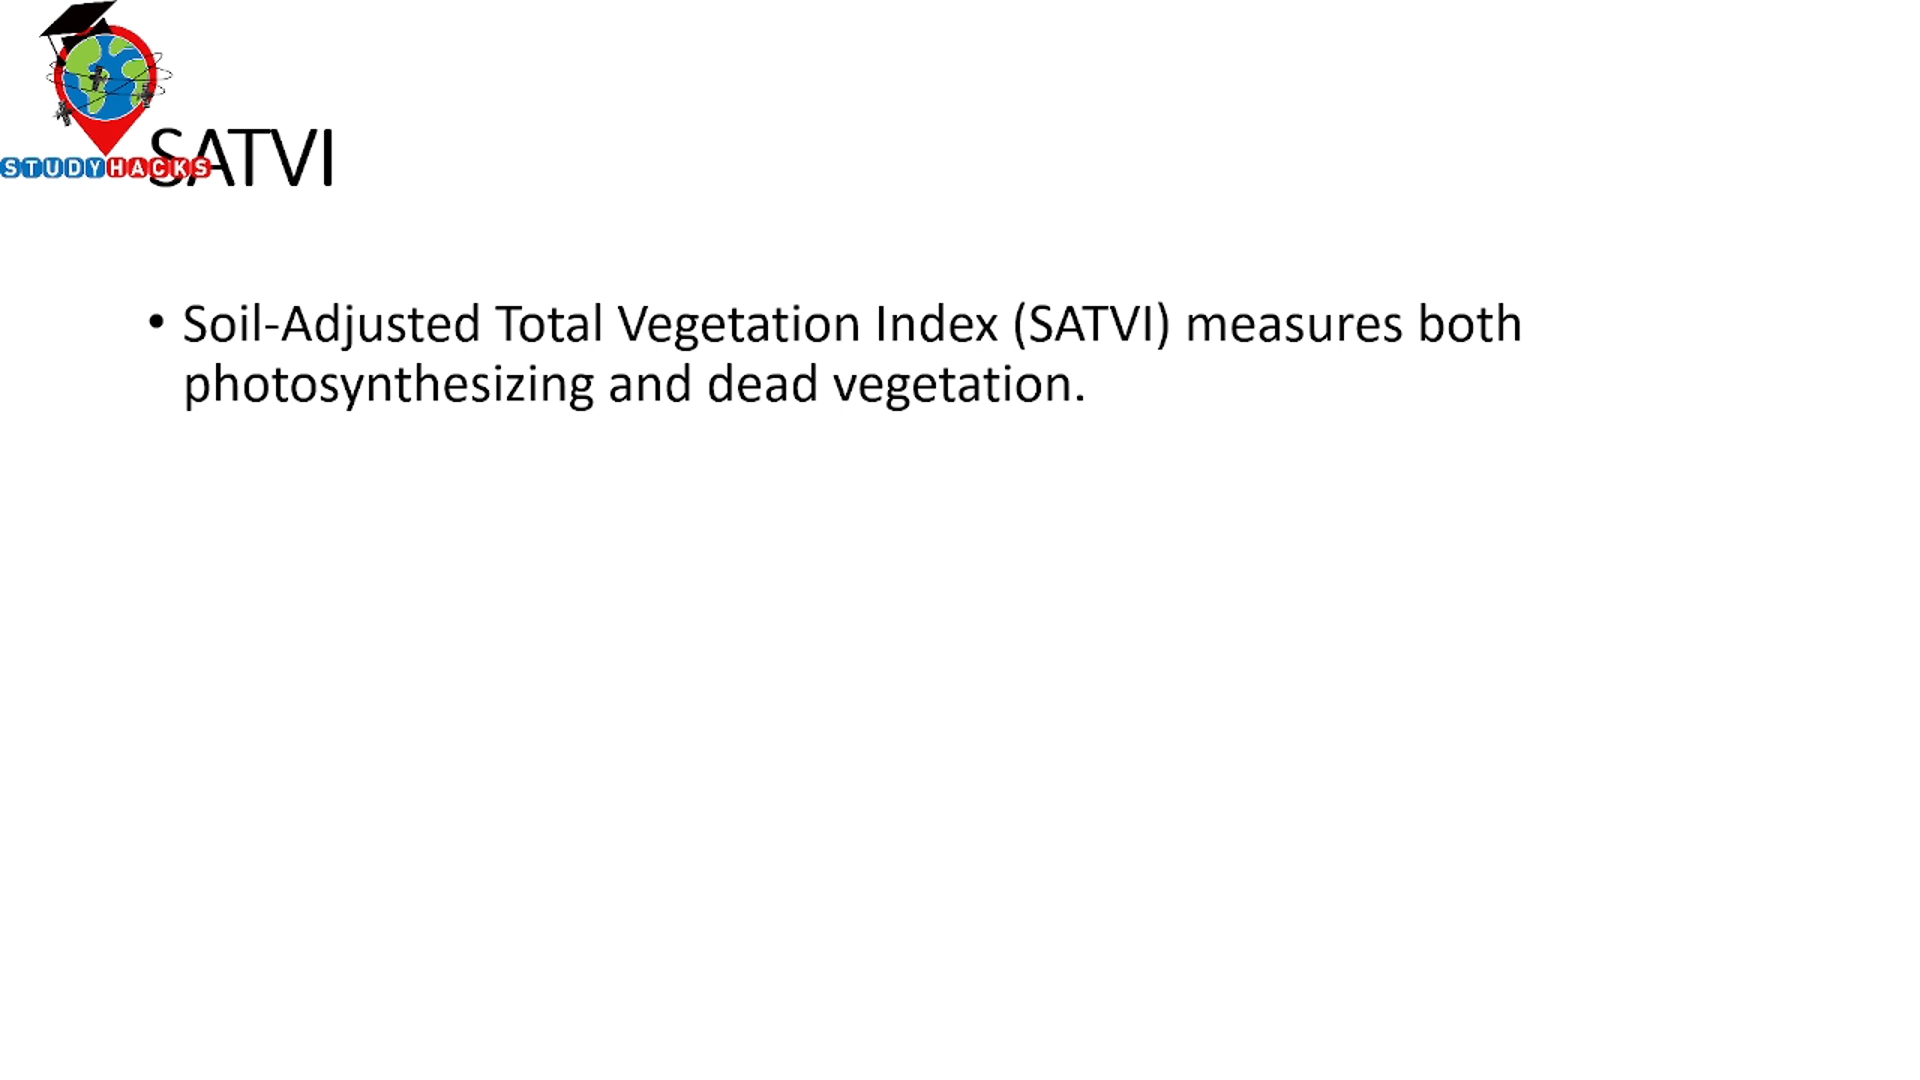 STUDYHACKS
SATVI
• Soil-Adjusted Total Vegetation Index (SATVI) measures both
photosynthesizing and dead vegetation.